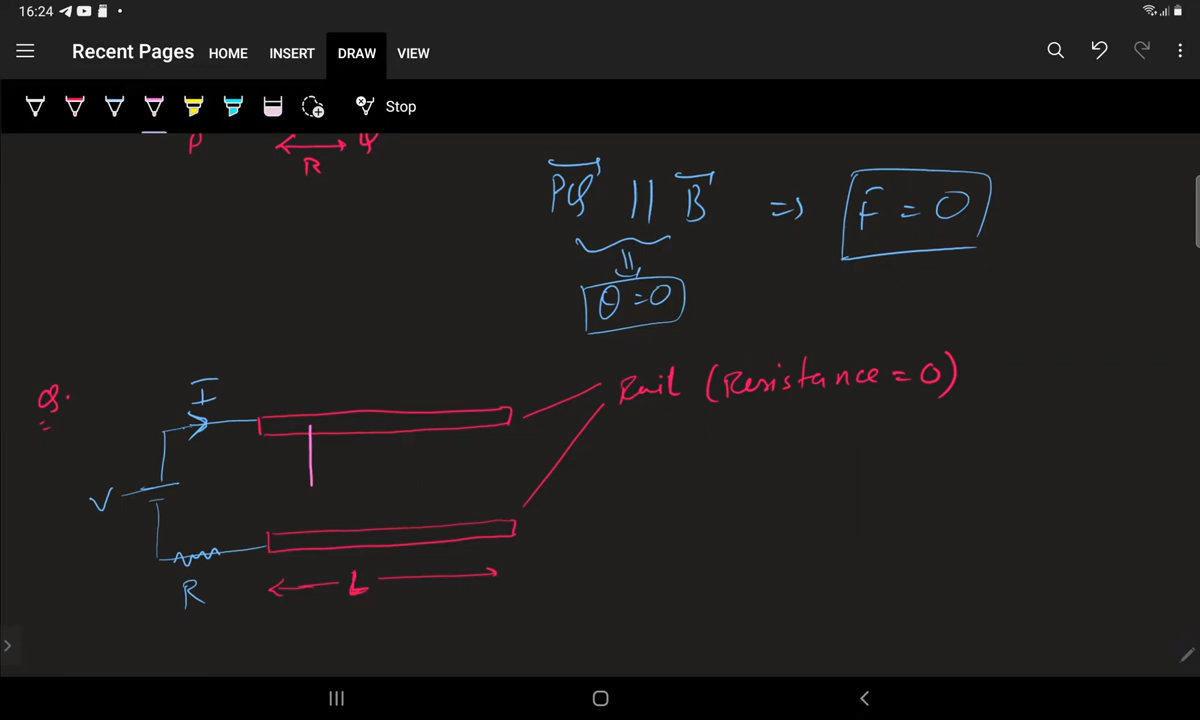 16:24
Recent Pages HOME INSERT DRAW VIEW
Stop
P R Q
PQ || B => F = 0
θ = 0
Q.
I
Rail (Resistance = 0)
V
R
L